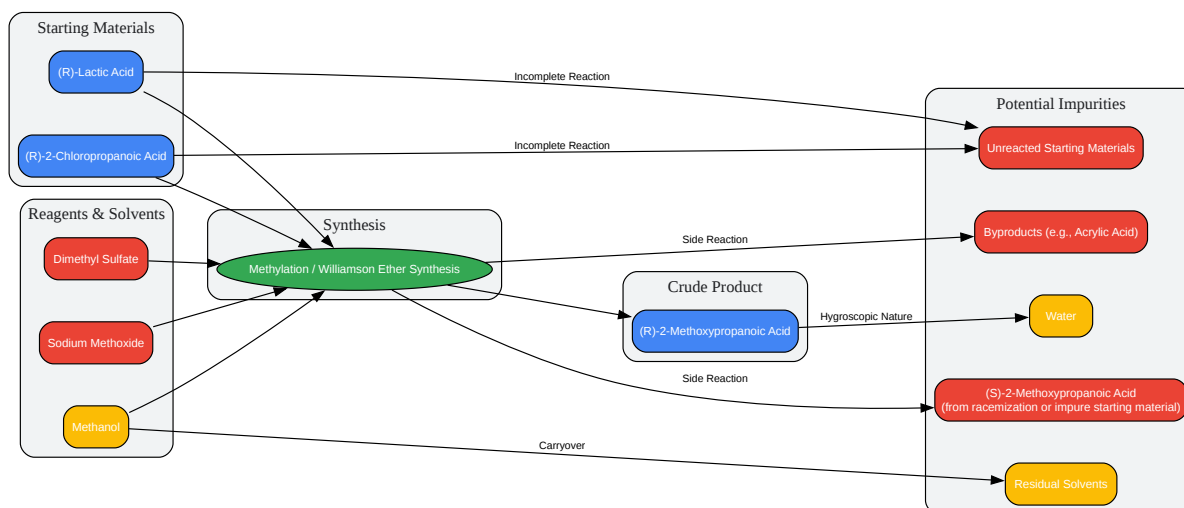 Starting Materials
(R)-Lactic Acid
(R)-2-Chloropropanoic Acid
Reagents & Solvents
Dimethyl Sulfate
Sodium Methoxide
Methanol
Synthesis
Methylation / Williamson Ether Synthesis
Incomplete Reaction
Incomplete Reaction
Side Reaction
Crude Product
(R)-2-Methoxypropanoic Acid
Hygroscopic Nature
Side Reaction
Carryover
Potential Impurities
Unreacted Starting Materials
Byproducts (e.g., Acrylic Acid)
Water
(S)-2-Methoxypropanoic Acid
(from racemization or impure starting material)
Residual Solvents